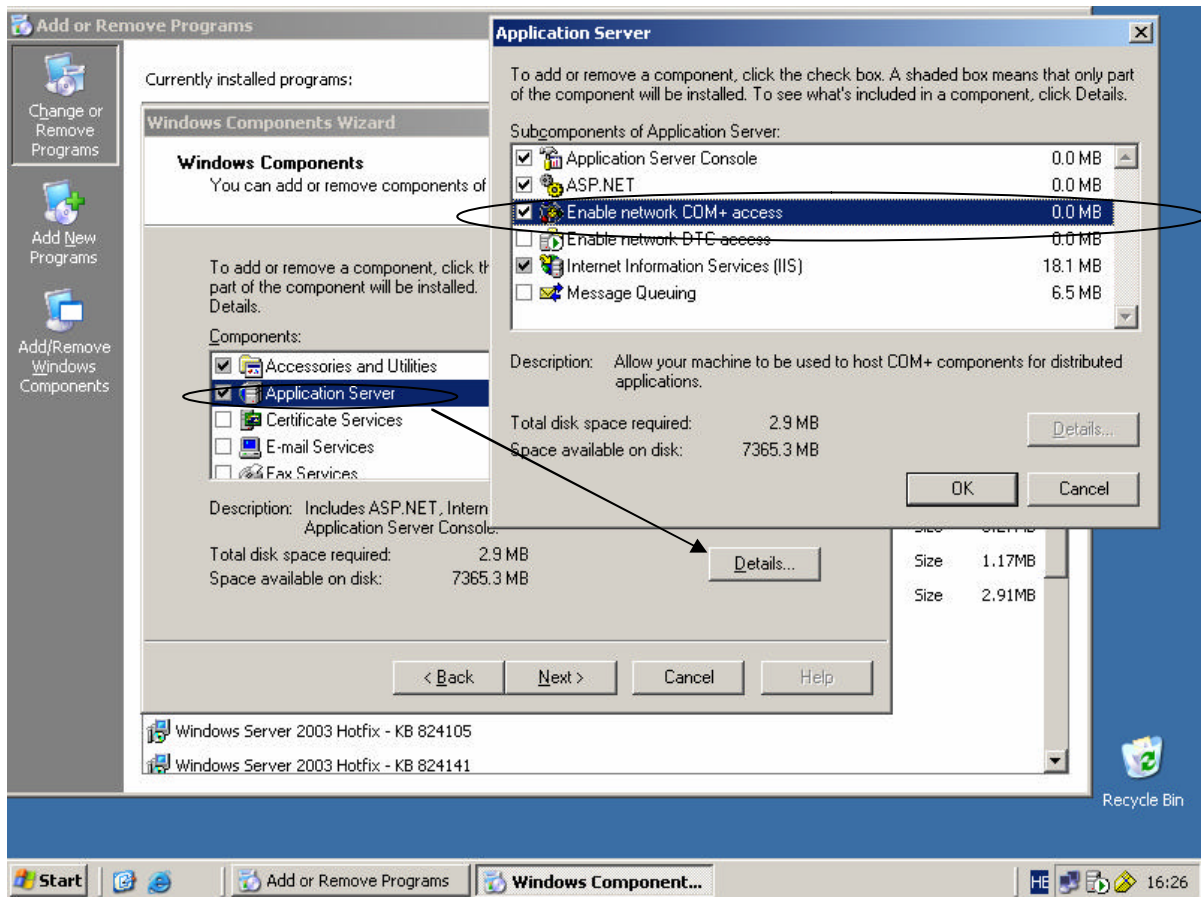 Add or Remove Programs
Change or
Remove
Programs
Add New
Programs
Add/Remove
Windows
Components
Currently installed programs:
Windows Components Wizard
Windows Components
You can add or remove components of
To add or remove a component, click th
part of the component will be installed.
Details.
Components:
Accessories and Utilities
Application Server
Certificate Services
E-mail Services
Fax Services
Description: Includes ASP.NET, Intern
Application Server Console.
Total disk space required: 2.9 MB
Space available on disk: 7365.3 MB
Details...
< Back
Next >
Cancel
Help
Application Server
To add or remove a component, click the check box. A shaded box means that only part
of the component will be installed. To see what's included in a component, click Details.
Subcomponents of Application Server:
Application Server Console 0.0 MB
ASP.NET 0.0 MB
Enable network COM+ access 0.0 MB
Enable network DTC access 0.0 MB
Internet Information Services (IIS) 18.1 MB
Message Queuing 6.5 MB
Description: Allow your machine to be used to host COM+ components for distributed
applications.
Total disk space required: 2.9 MB
Space available on disk: 7365.3 MB
Details...
OK
Cancel
Size
Size 1.17MB
Size 2.91MB
Windows Server 2003 Hotfix - KB 824105
Windows Server 2003 Hotfix - KB 824141
Recycle Bin
Start
Add or Remove Programs
Windows Component...
HE
16:26